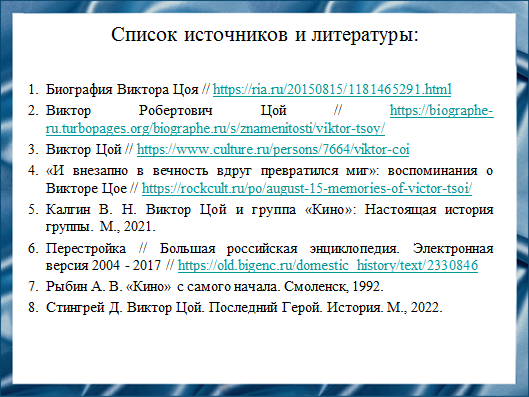 Список источников и литературы:
1. Биография Виктора Цоя // https://ria.ru/20150815/1181465291.html
2. Виктор Робертович Цой // https://biographe-
ru.turbopages.org/biographe.ru/s/znamenitosti/viktor-tsoy/
3. Виктор Цой // https://www.culture.ru/persons/7664/viktor-coi
4. «И внезапно в вечность вдруг превратился миг»: воспоминания о
Викторе Цое // https://rockcult.ru/po/august-15-memories-of-victor-tsoi/
5. Калгин В. Н. Виктор Цой и группа «Кино»: Настоящая история
группы. М., 2021.
6. Перестройка // Большая российская энциклопедия. Электронная
версия 2004 - 2017 // https://old.bigenc.ru/domestic_history/text/2330846
7. Рыбин А. В. «Кино» с самого начала. Смоленск, 1992.
8. Стингрей Д. Виктор Цой. Последний Герой. История. М., 2022.